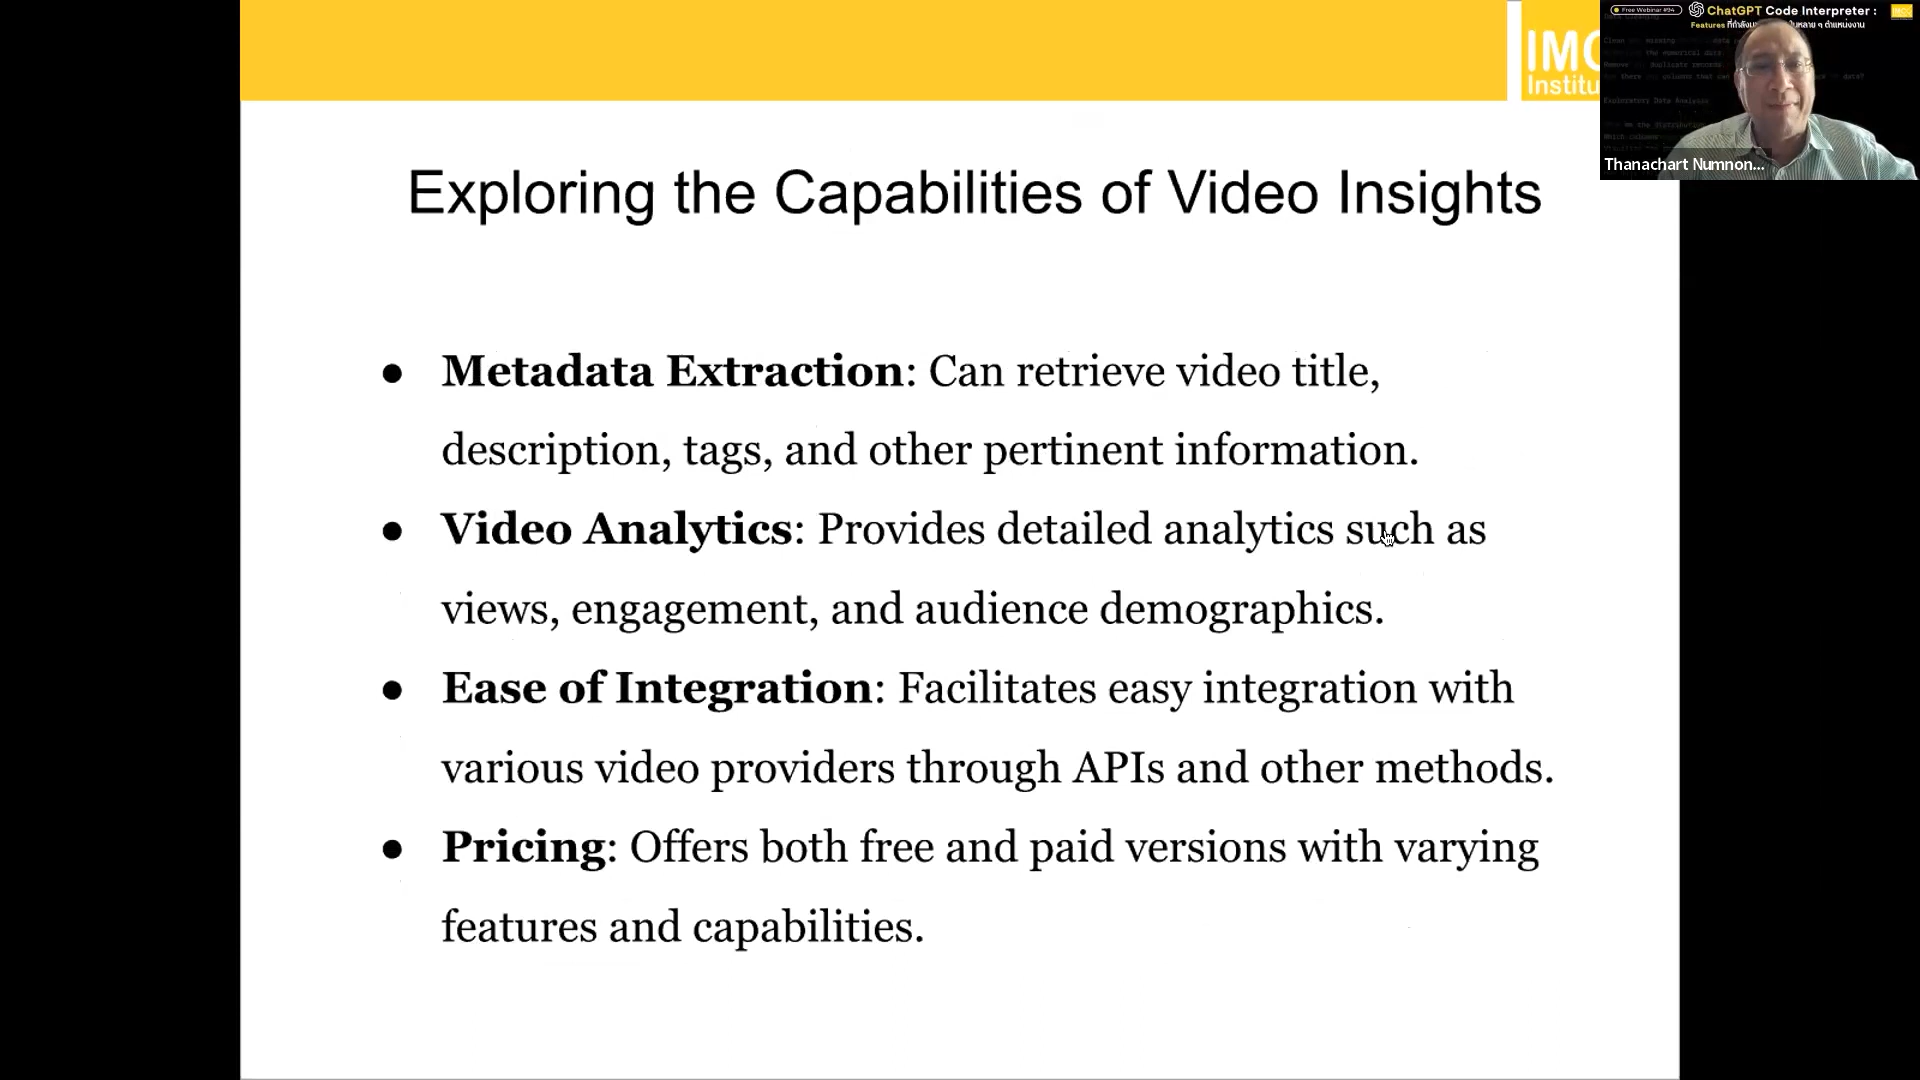 IMC
Institu
Free Webinar #94
ChatGPT Code Interpreter :
Thanachart Numnon...
Exploring the Capabilities of Video Insights
● Metadata Extraction: Can retrieve video title,
description, tags, and other pertinent information.
● Video Analytics: Provides detailed analytics such as
views, engagement, and audience demographics.
● Ease of Integration: Facilitates easy integration with
various video providers through APIs and other methods.
● Pricing: Offers both free and paid versions with varying
features and capabilities.